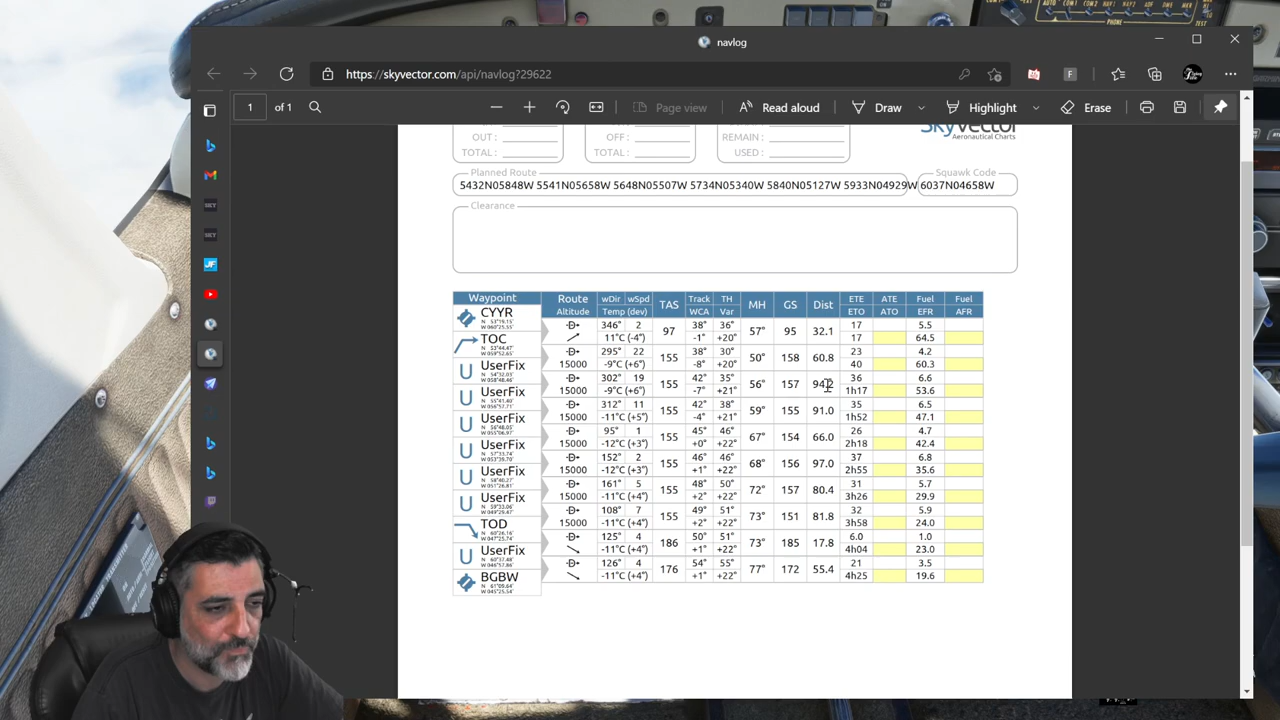 navlog
https://skyvector.com/api/navlog?29622
1 of 1
Page view
Read aloud
Draw
Highlight
Erase
OUT :
TOTAL :
OFF :
TOTAL :
REMAIN :
USED :
SkyVector
Aeronautical Charts
Planned Route
Squawk Code
5432N05848W 5541N05658W 5648N05507W 5734N05340W 5840N05127W 5933N04929W 6037N04658W
Clearance
Waypoint Route wDir wSpd TAS Track TH MH GS Dist ETE ATE Fuel Fuel
Altitude Temp (dev) WCA Var ETO ATO EFR AFR
CYYR
346° 2 97 38° 36° 57° 95 32.1 17 5.5
11°C (-4°) -1° +20° 17 64.5
TOC
295° 22 155 38° 30° 50° 158 60.8 23 4.2
15000 -9°C (+6°) -8° +20° 40 60.3
UserFix
302° 19 155 42° 35° 56° 157 94.2 36 6.6
15000 -9°C (+6°) -7° +21° 1h17 53.6
UserFix
312° 11 155 42° 38° 59° 155 91.0 35 6.5
15000 -11°C (+5°) -4° +21° 1h52 47.1
UserFix
95° 1 155 45° 46° 67° 154 66.0 26 4.7
15000 -12°C (+3°) +0° +22° 2h18 42.4
UserFix
152° 2 155 46° 46° 68° 156 97.0 37 6.8
15000 -12°C (+3°) +1° +22° 2h55 35.6
UserFix
161° 5 155 48° 50° 72° 157 80.4 31 5.7
15000 -11°C (+4°) +2° +22° 3h26 29.9
UserFix
108° 7 155 49° 51° 73° 151 81.8 32 5.9
15000 -11°C (+4°) +2° +22° 3h58 24.0
TOD
125° 4 186 50° 51° 73° 185 17.8 6.0 1.0
-11°C (+4°) +1° +22° 4h04 23.0
UserFix
126° 4 176 54° 55° 77° 172 55.4 21 3.5
-11°C (+4°) +1° +22° 4h25 19.6
BGBW